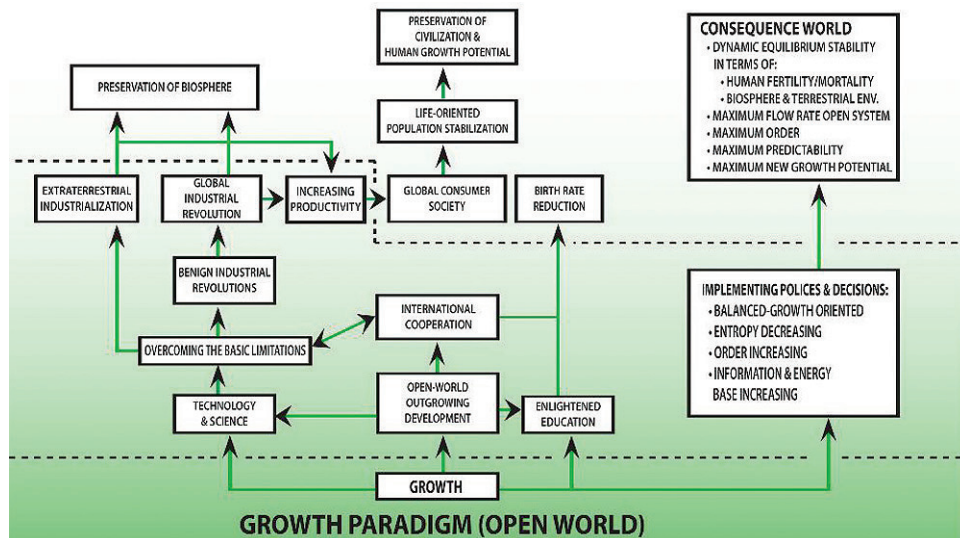 PRESERVATION OF
CIVILIZATION &
HUMAN GROWTH POTENTIAL
CONSEQUENCE WORLD
• DYNAMIC EQUILIBRIUM STABILITY
IN TERMS OF:
• HUMAN FERTILITY/MORTALITY
• BIOSPHERE & TERRESTRIAL ENV.
• MAXIMUM FLOW RATE OPEN SYSTEM
• MAXIMUM ORDER
• MAXIMUM PREDICTABILITY
• MAXIMUM NEW GROWTH POTENTIAL
PRESERVATION OF BIOSPHERE
LIFE-ORIENTED
POPULATION STABILIZATION
EXTRATERRESTRIAL
INDUSTRIALIZATION
GLOBAL
INDUSTRIAL
REVOLUTION
INCREASING
PRODUCTIVITY
GLOBAL CONSUMER
SOCIETY
BIRTH RATE
REDUCTION
BENIGN INDUSTRIAL
REVOLUTIONS
INTERNATIONAL
COOPERATION
IMPLEMENTING POLICES & DECISIONS:
• BALANCED-GROWTH ORIENTED
• ENTROPY DECREASING
• ORDER INCREASING
• INFORMATION & ENERGY
BASE INCREASING
OVERCOMING THE BASIC LIMITATIONS
TECHNOLOGY
& SCIENCE
OPEN-WORLD
OUTGROWING
DEVELOPMENT
ENLIGHTENED
EDUCATION
GROWTH
GROWTH PARADIGM (OPEN WORLD)